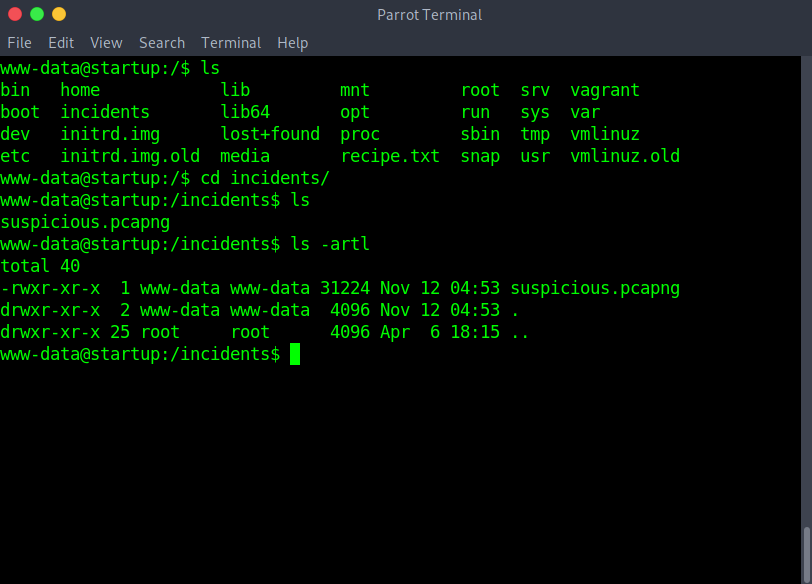 Parrot Terminal
File Edit View Search Terminal Help
www-data@startup:/$ ls
bin   home            lib         mnt         root  srv  vagrant
boot  incidents       lib64       opt         run   sys  var
dev   initrd.img      lost+found  proc        sbin  tmp  vmlinuz
etc   initrd.img.old  media       recipe.txt  snap  usr  vmlinuz.old
www-data@startup:/$ cd incidents/
www-data@startup:/incidents$ ls
suspicious.pcapng
www-data@startup:/incidents$ ls -artl
total 40
-rwxr-xr-x  1 www-data www-data 31224 Nov 12 04:53 suspicious.pcapng
drwxr-xr-x  2 www-data www-data  4096 Nov 12 04:53 .
drwxr-xr-x 25 root     root      4096 Apr  6 18:15 ..
www-data@startup:/incidents$